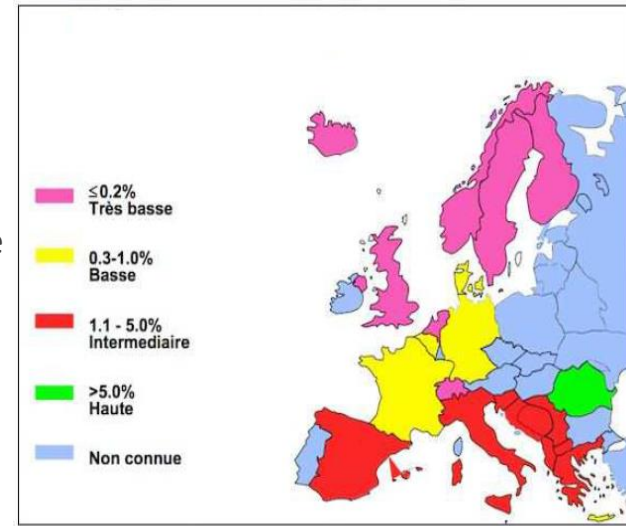 ≤0.2%
Très basse
0.3-1.0%
Basse
1.1 - 5.0%
Intermediaire
>5.0%
Haute
Non connue